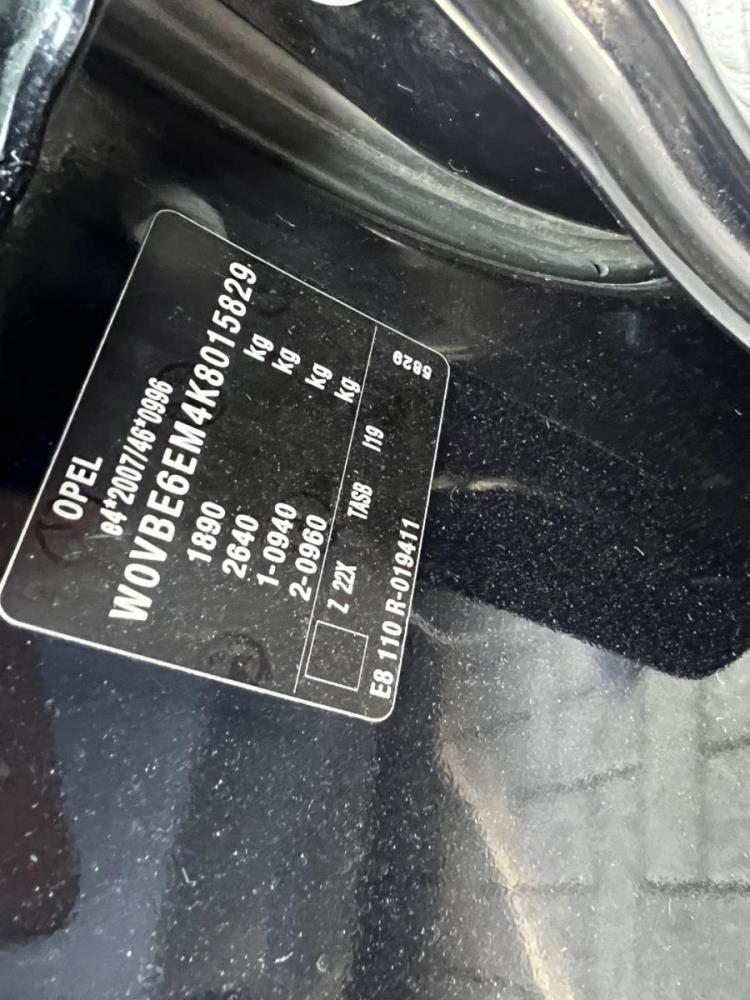 OPEL
e4*2007/46*0996
W0VBE6EM4K8015829
1890 kg
2640 kg
1-0940 kg
2-0960 kg
Z 22X TASB I19 5829
E8 110 R-019411